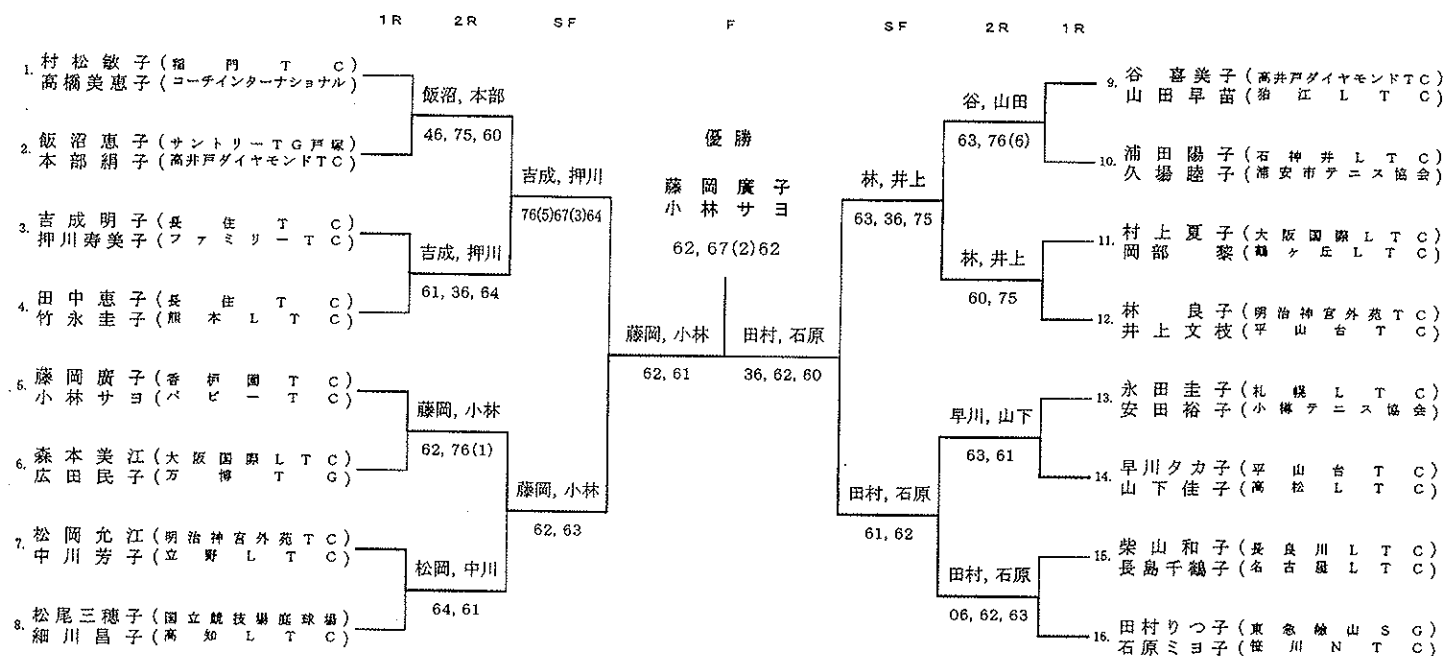 1R 2R SF F SF 2R 1R
1. 村松敏子(稲門TC)
高橋美恵子(コーチインターナショナル)
飯沼, 本部
46, 75, 60
2. 飯沼恵子(サントリーTG戸塚)
本部絹子(高井戸ダイヤモンドTC)
吉成, 押川
76(5)67(3)64
3. 吉成明子(長住TC)
押川寿美子(ファミリーTC)
吉成, 押川
61, 36, 64
4. 田中恵子(長住TC)
竹永圭子(熊本LTC)
藤岡, 小林
62, 61
5. 藤岡廣子(香枦園TC)
小林サヨ(パピーTC)
藤岡, 小林
62, 76(1)
6. 森本美江(大阪国際LTC)
広田民子(万博TG)
藤岡, 小林
62, 63
7. 松岡允江(明治神宮外苑TC)
中川芳子(立野LTC)
松岡, 中川
64, 61
8. 松尾三穂子(国立競技場庭球場)
細川昌子(高知LTC)
優勝
藤岡廣子
小林サヨ
62, 67(2)62
9. 谷喜美子(高井戸ダイヤモンドTC)
山田早苗(狛江LTC)
谷, 山田
63, 76(6)
10. 浦田陽子(石神井LTC)
久場睦子(浦安市テニス協会)
林, 井上
63, 36, 75
11. 村上夏子(大阪国際LTC)
岡部黎(鶴ヶ丘LTC)
林, 井上
60, 75
12. 林良子(明治神宮外苑TC)
井上文枝(平山台TC)
田村, 石原
36, 62, 60
13. 永田圭子(札幌LTC)
安田裕子(小樽テニス協会)
早川, 山下
63, 61
14. 早川タカ子(平山台TC)
山下佳子(高松LTC)
田村, 石原
61, 62
15. 柴山和子(長良川LTC)
長島千鶴子(名古屋LTC)
田村, 石原
06, 62, 63
16. 田村りつ子(東急檜山SG)
石原ミヨ子(笹川NTC)